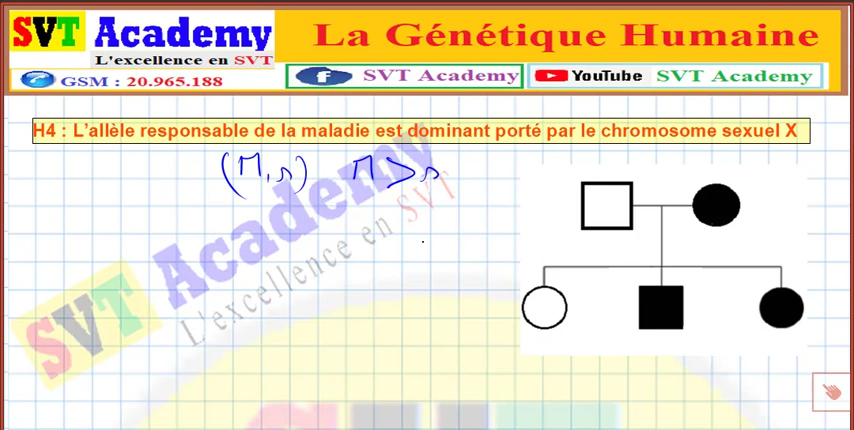 SVT Academy
L'excellence en SVT
GSM : 20.965.188
La Génétique Humaine
f SVT Academy
YouTube SVT Academy
H4 : L'allèle responsable de la maladie est dominant porté par le chromosome sexuel X
(M, n) M > n
SVT Academy
L'excellence en SVT